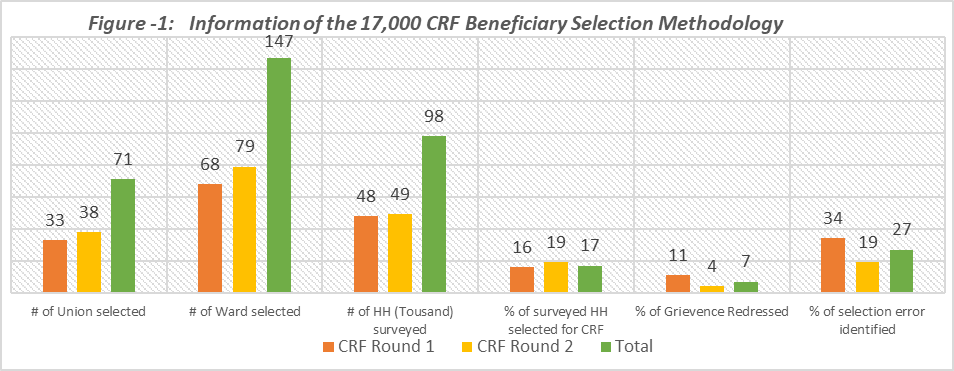 Figure -1: Information of the 17,000 CRF Beneficiary Selection Methodology
147
98
79
71
68
48
49
33
38
34
27
16
19
17
11
4
7
19
# of Union selected
# of Ward selected
# of HH (Tousand)
surveyed
% of surveyed HH
selected for CRF
% of Grievence Redressed
% of selection error
identified
CRF Round 1
CRF Round 2
Total